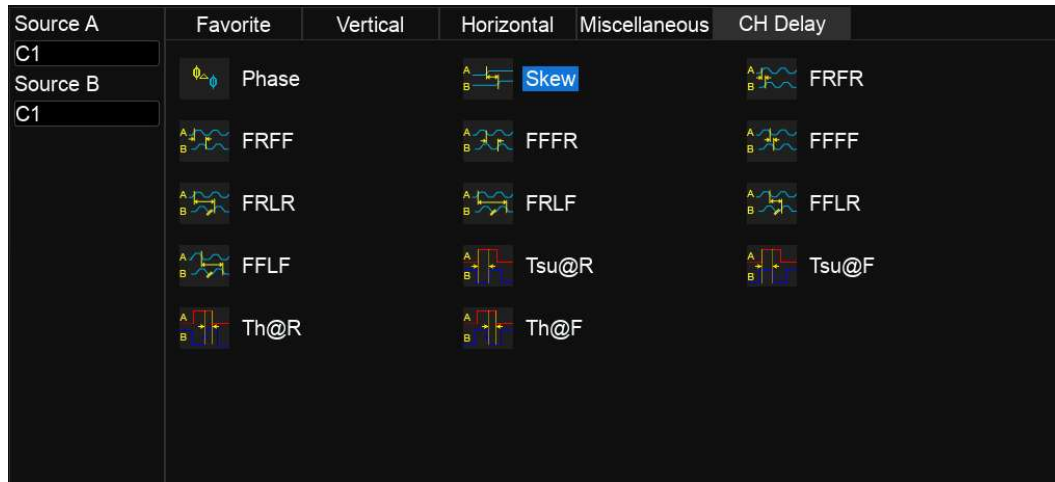 Source A
C1
Source B
C1
Favorite Vertical Horizontal Miscellaneous CH Delay
Phase A B Skew A B FRFR
A B FRFF A B FFFR A B FFFF
A B FRLR A B FRLF A B FFLR
A B FFLF A B Tsu@R A B Tsu@F
A B Th@R A B Th@F